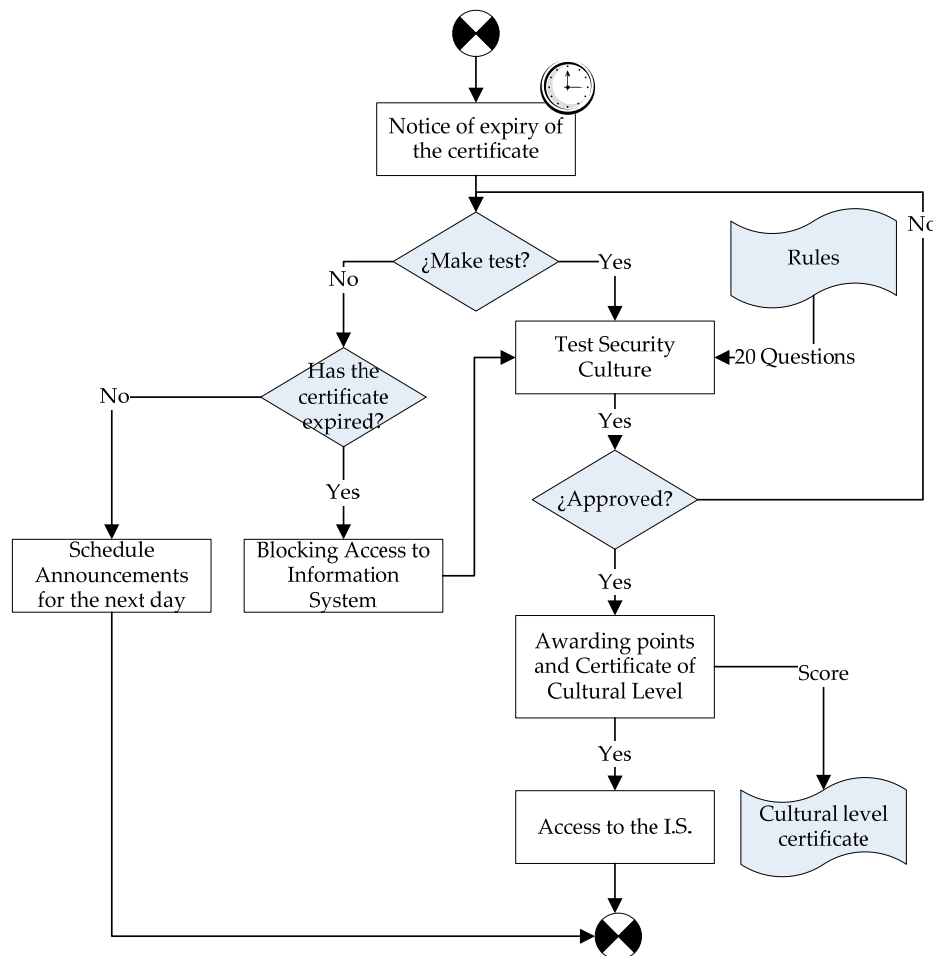 Notice of expiry of
the certificate
No
¿Make test?
Rules
No
Yes
Test Security
Culture
20 Questions
Has the
certificate
expired?
No
Yes
Yes
¿Approved?
Schedule
Announcements
for the next day
Blocking Access to
Information
System
Yes
Awarding points
and Certificate of
Cultural Level
Score
Yes
Access to the I.S.
Cultural level
certificate